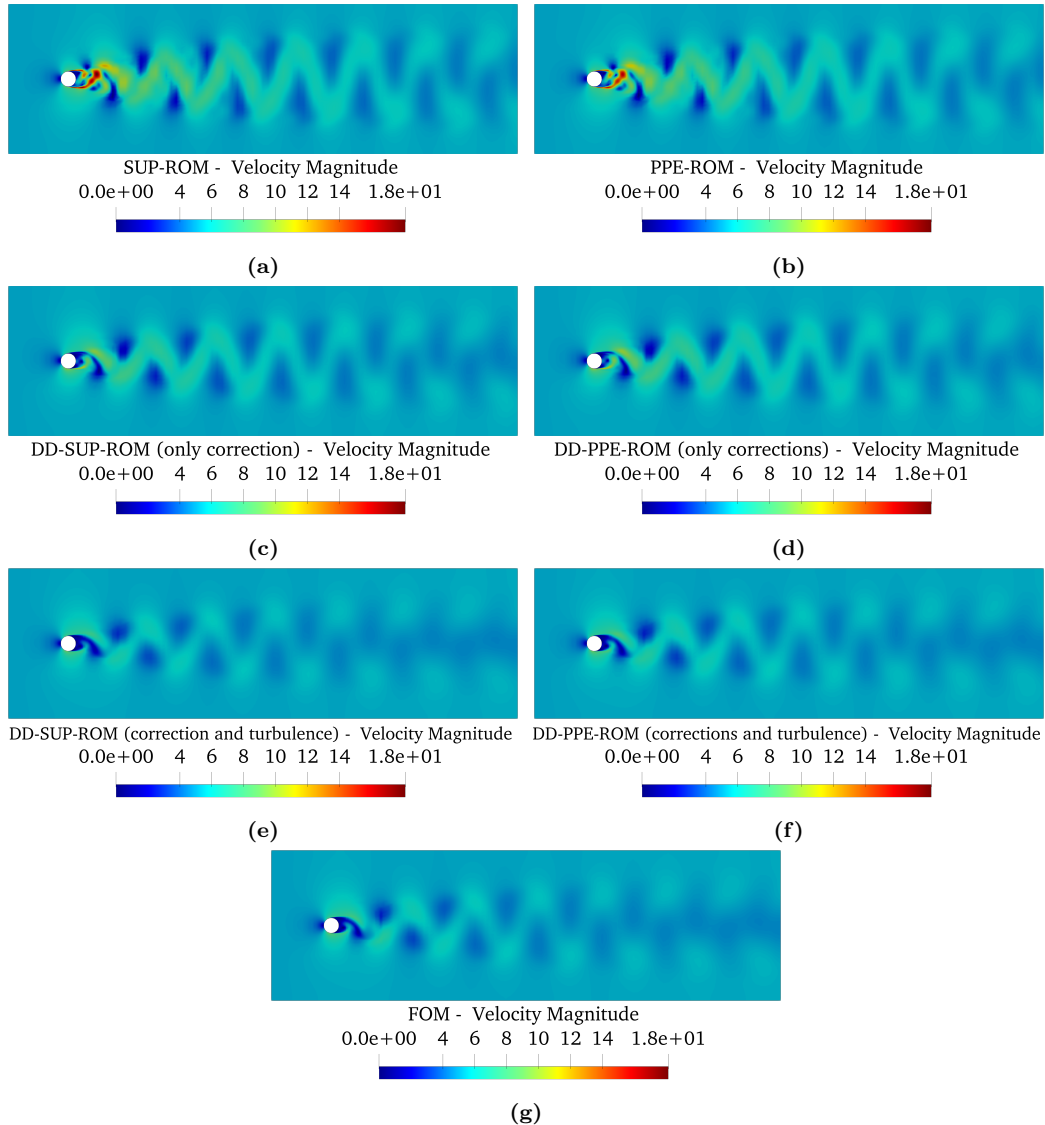 SUP-ROM - Velocity Magnitude
0.0e+00 4 6 8 10 12 14 1.8e+01
(a)
PPE-ROM - Velocity Magnitude
0.0e+00 4 6 8 10 12 14 1.8e+01
(b)
DD-SUP-ROM (only correction) - Velocity Magnitude
0.0e+00 4 6 8 10 12 14 1.8e+01
(c)
DD-PPE-ROM (only corrections) - Velocity Magnitude
0.0e+00 4 6 8 10 12 14 1.8e+01
(d)
DD-SUP-ROM (correction and turbulence) - Velocity Magnitude
0.0e+00 4 6 8 10 12 14 1.8e+01
(e)
DD-PPE-ROM (corrections and turbulence) - Velocity Magnitude
0.0e+00 4 6 8 10 12 14 1.8e+01
(f)
FOM - Velocity Magnitude
0.0e+00 4 6 8 10 12 14 1.8e+01
(g)